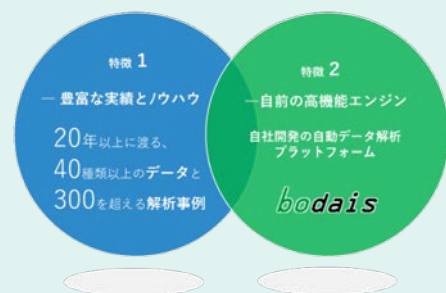 特徴 1
― 豊富な実績とノウハウ
20年以上に渡る、
40種類以上のデータと
300を超える解析事例
特徴 2
―自前の高機能エンジン
自社開発の自動データ解析
プラットフォーム
bodais